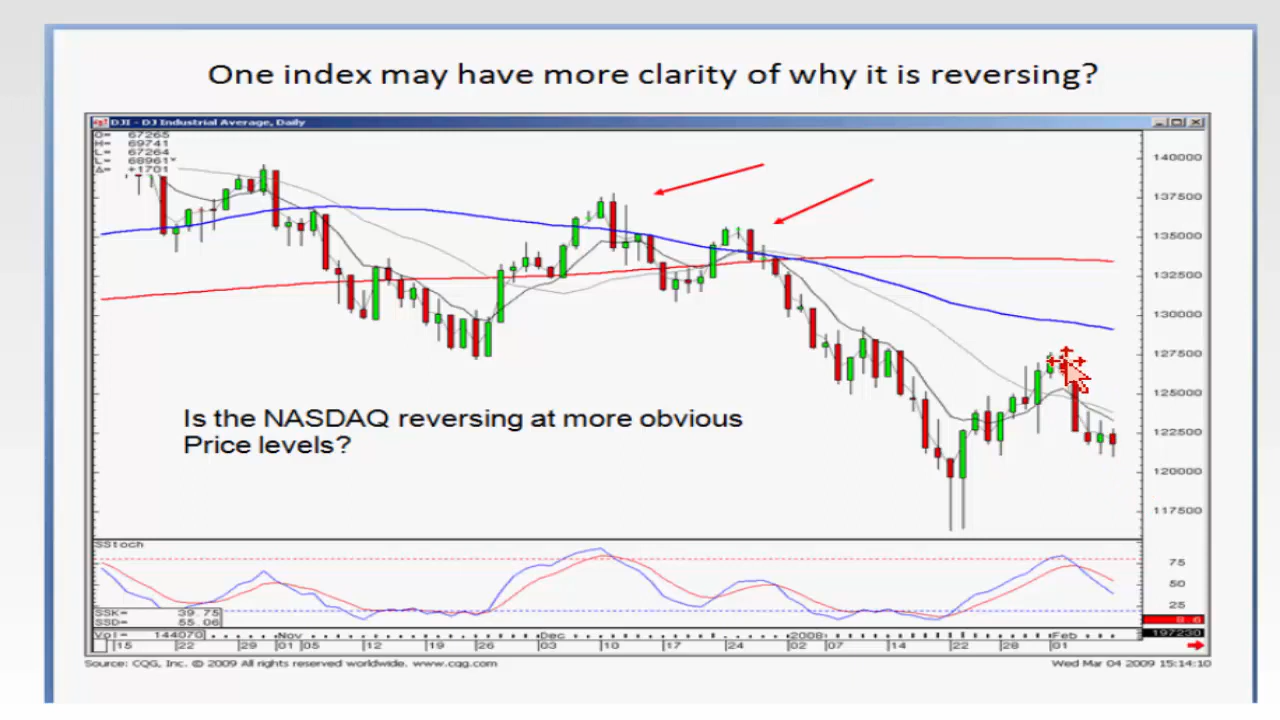 One index may have more clarity of why it is reversing?
DJI - DJ Industrial Average, Daily
O= 67265
H= 69741
L= 67264
L= 68961
Δ= +1701
140000
137500
135000
132500
130000
127500
125000
122500
120000
117500
Is the NASDAQ reversing at more obvious
Price levels?
SStoch
75
50
25
SSK= 39.75
SSD= 55.06
Vol = 144070
197230
Nov Dec 2008 Feb
15 22 29 01 05 12 19 26 03 10 17 24 02 07 14 22 28 01
Source: CQG, Inc. © 2009 All rights reserved worldwide. www.cqg.com
Wed Mar 04 2009 15:14:10